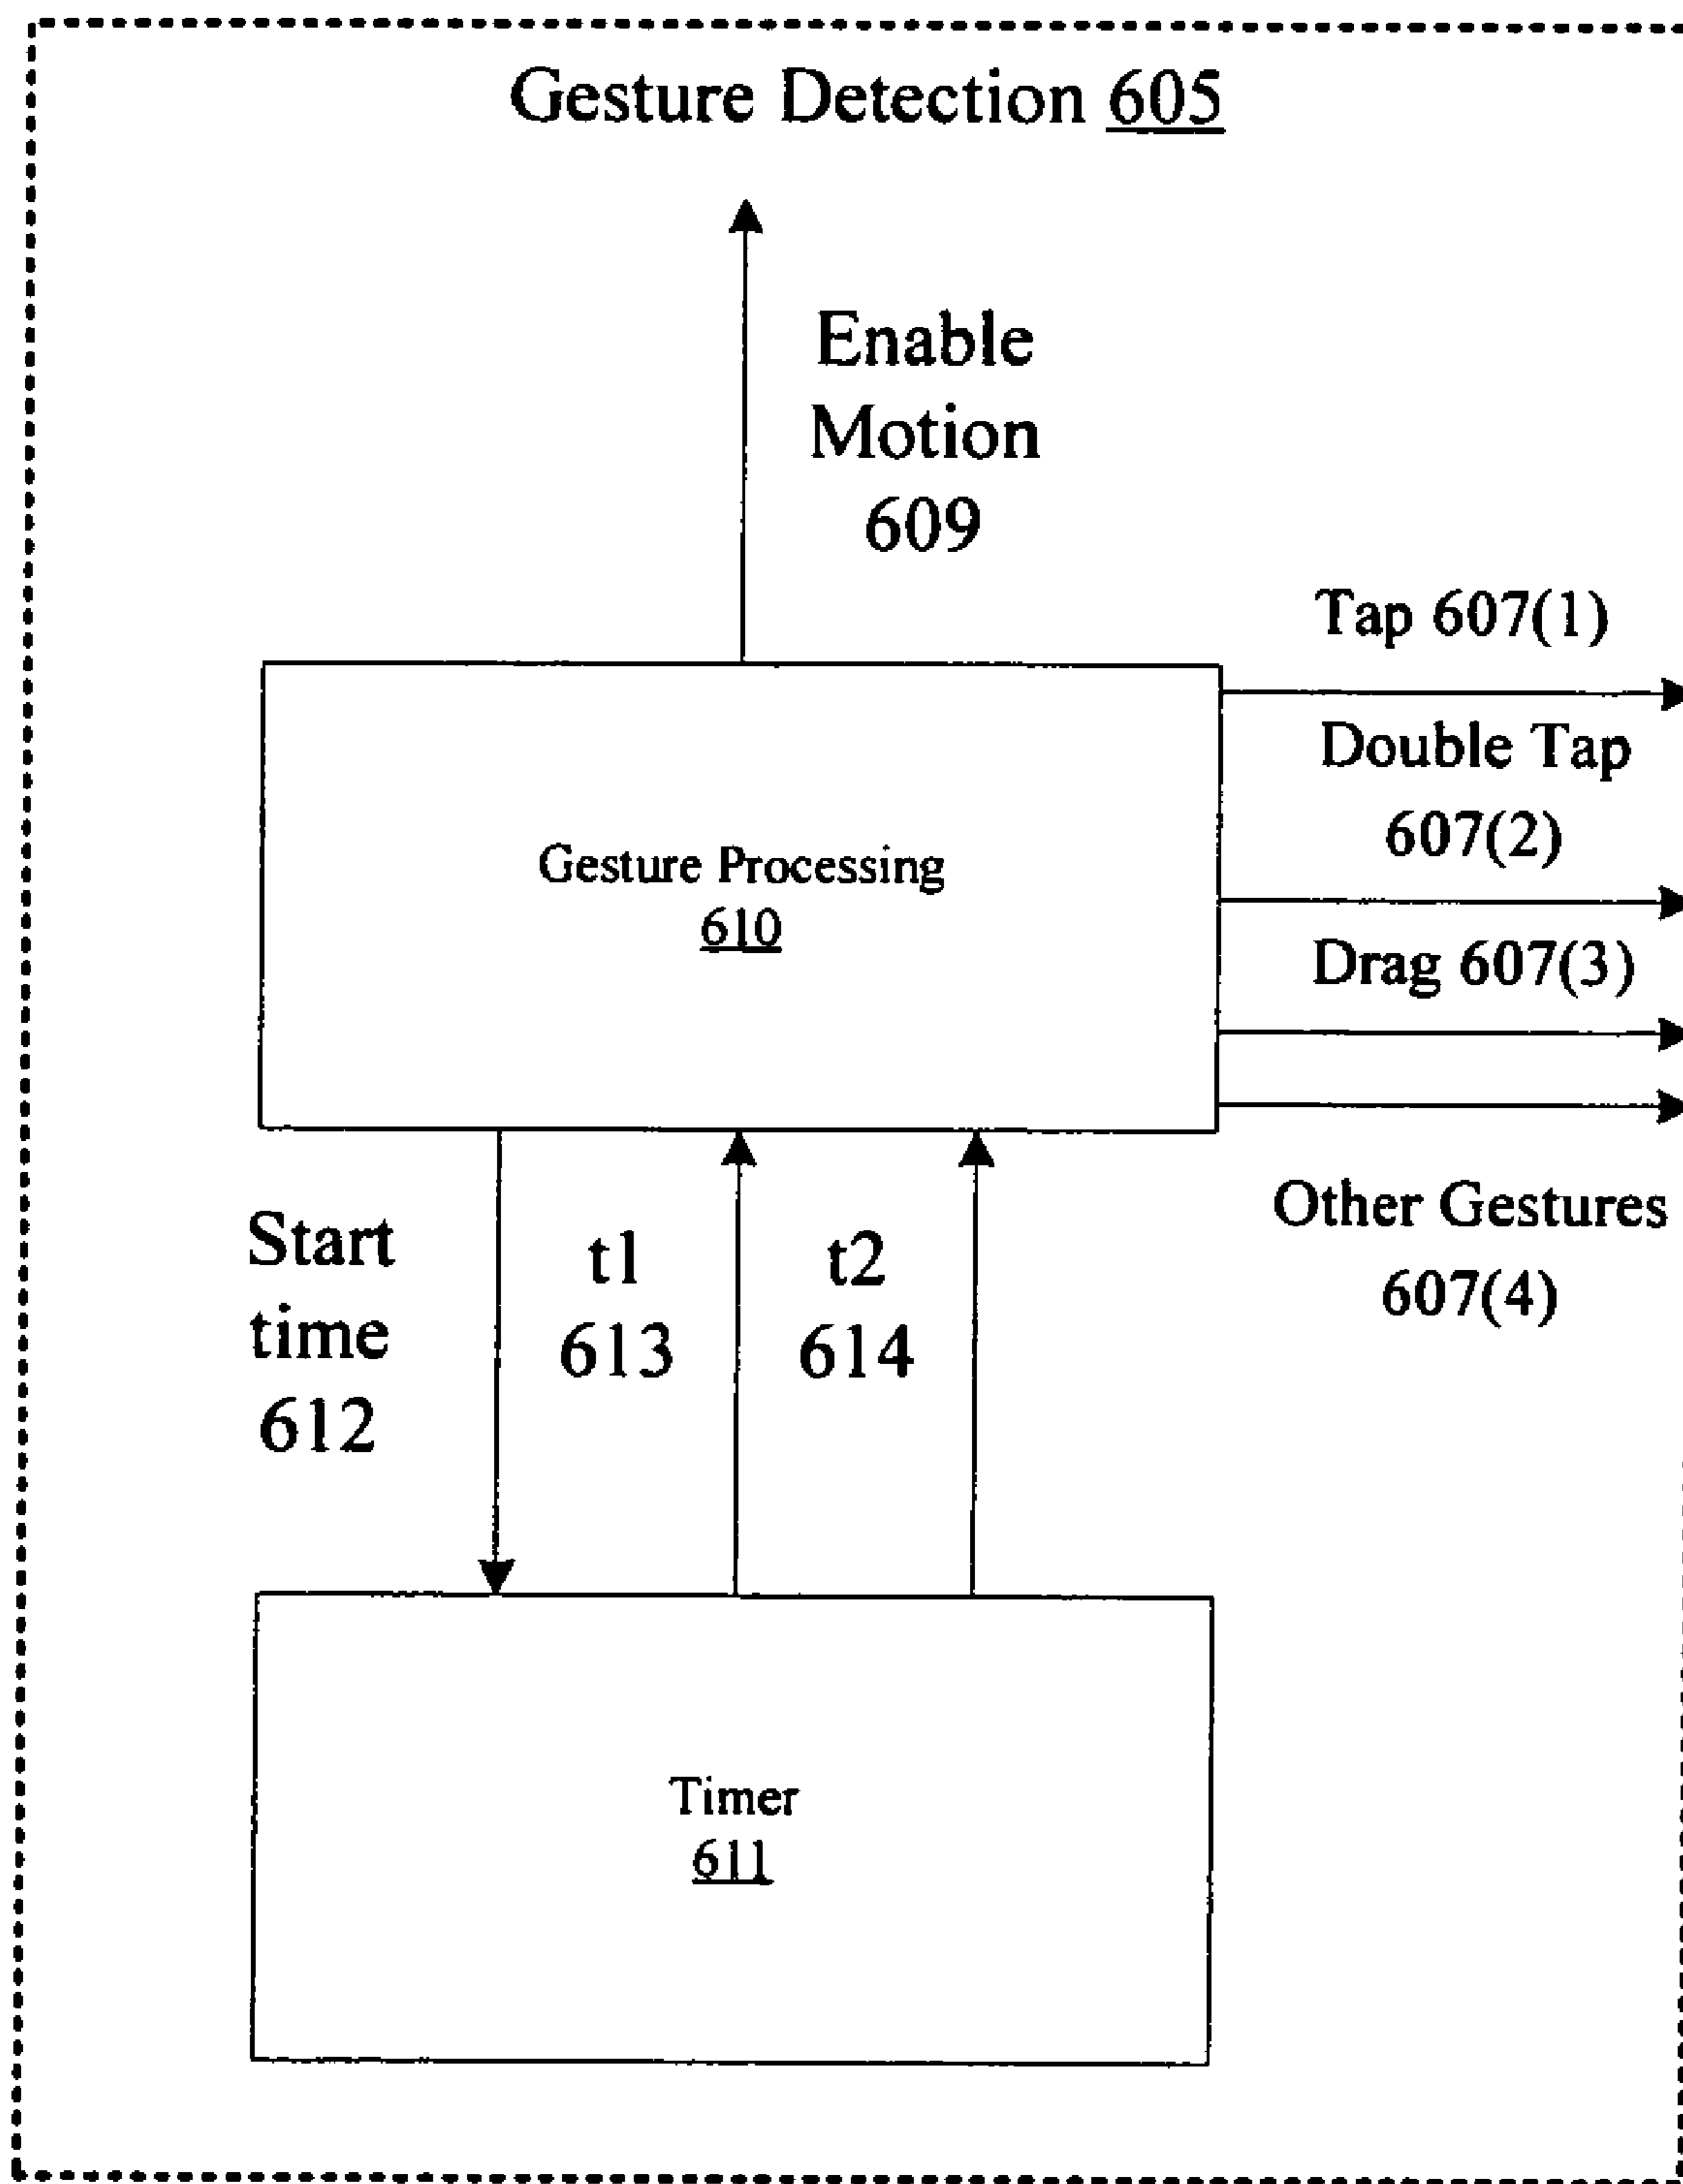 Gesture Detection 605
Enable
Motion
609
Tap 607(1)
Double Tap
607(2)
Gesture Processing
610
Drag 607(3)
Other Gestures
607(4)
Start
time
612
t1
613
t2
614
Timer
611